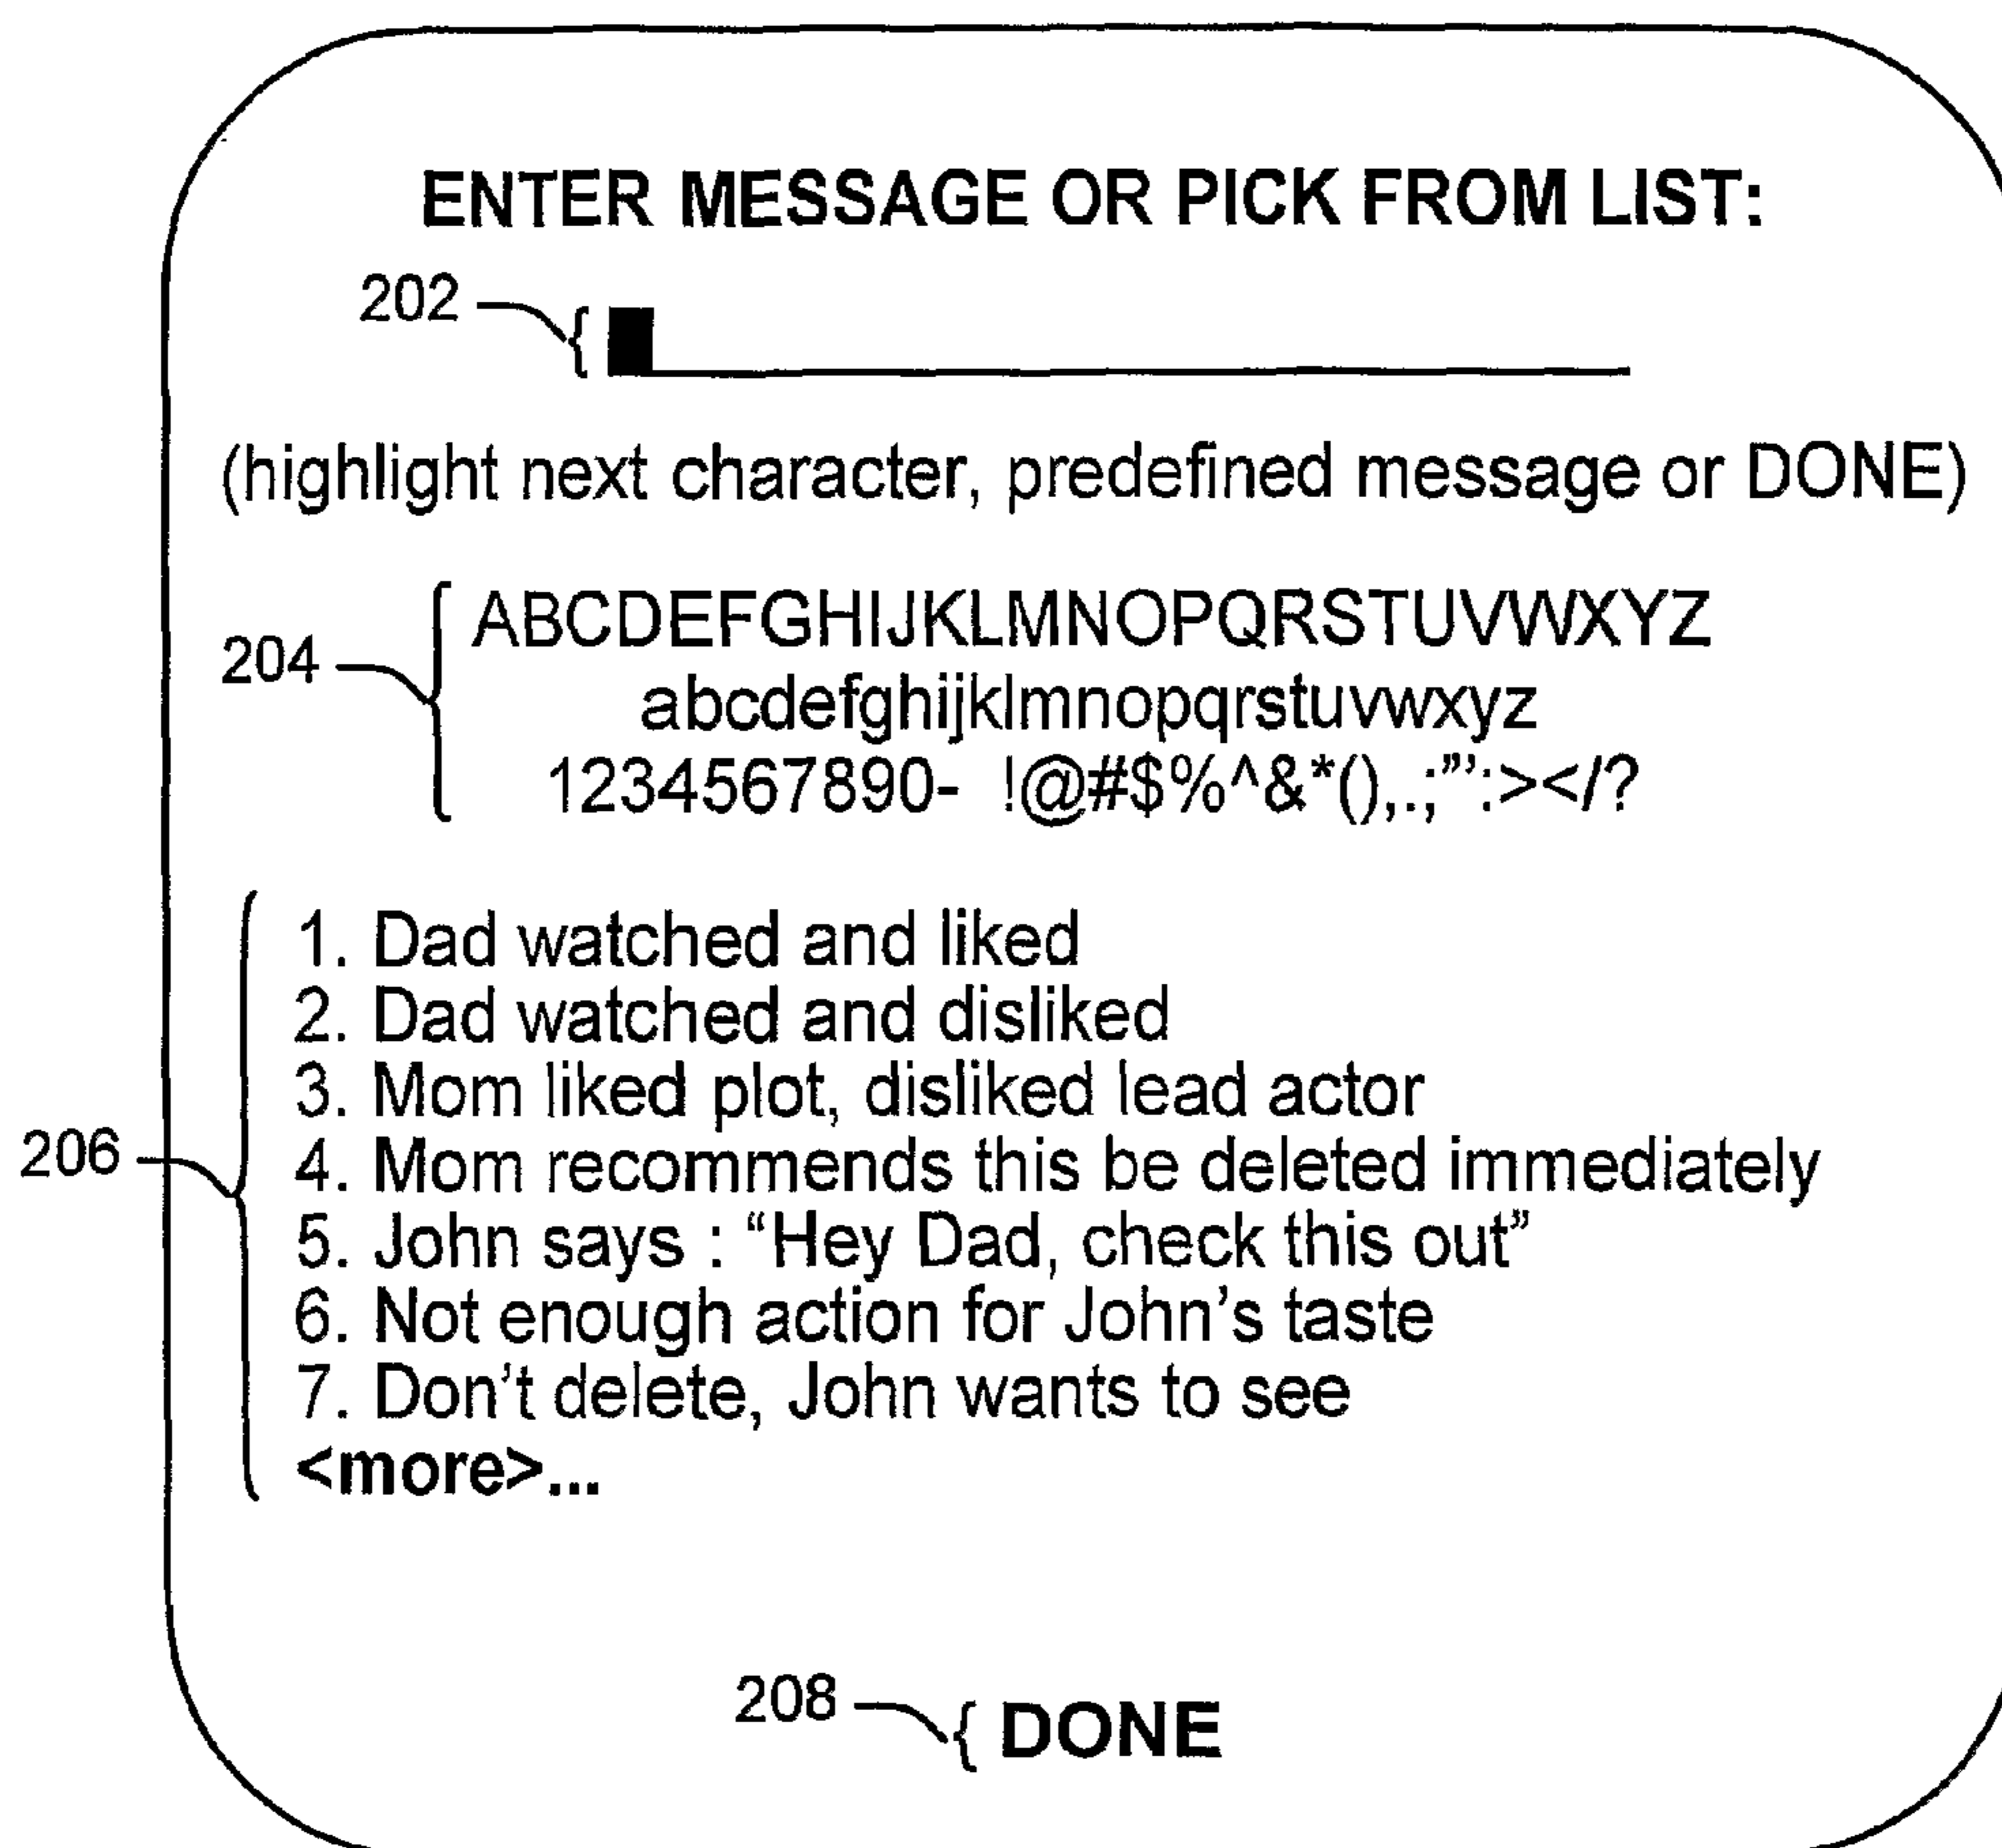 ENTER MESSAGE OR PICK FROM LIST:
202
(highlight next character, predefined message or DONE)
204
ABCDEFGHIJKLMNOPQRSTUVWXYZ
abcdefghijklmnopqrstuvwxyz
1234567890- !@#$%^&*(),.;”’:></?
206
1. Dad watched and liked
2. Dad watched and disliked
3. Mom liked plot, disliked lead actor
4. Mom recommends this be deleted immediately
5. John says : “Hey Dad, check this out”
6. Not enough action for John’s taste
7. Don’t delete, John wants to see
<more>...
208 DONE